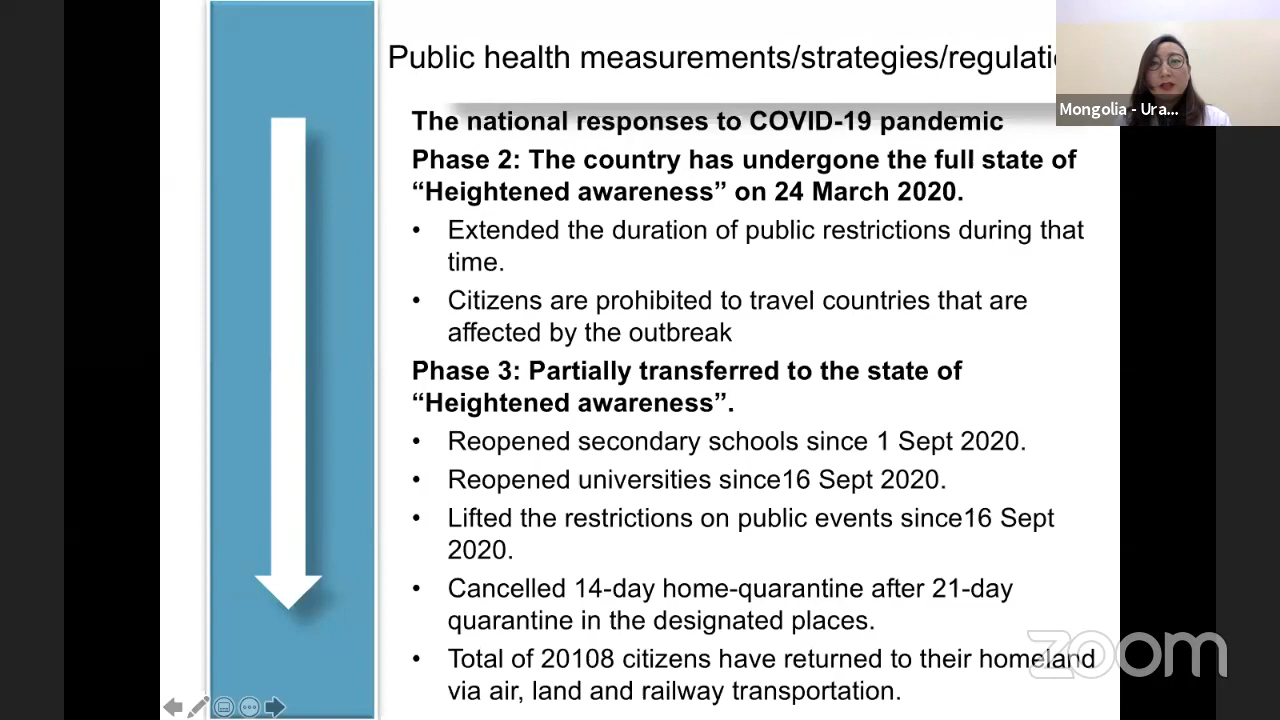 Public health measurements/strategies/regulati
Mongolia - Ura...
The national responses to COVID-19 pandemic
Phase 2: The country has undergone the full state of
“Heightened awareness” on 24 March 2020.
• Extended the duration of public restrictions during that
time.
• Citizens are prohibited to travel countries that are
affected by the outbreak
Phase 3: Partially transferred to the state of
“Heightened awareness”.
• Reopened secondary schools since 1 Sept 2020.
• Reopened universities since16 Sept 2020.
• Lifted the restrictions on public events since16 Sept
2020.
• Cancelled 14-day home-quarantine after 21-day
quarantine in the designated places.
• Total of 20108 citizens have returned to their homeland
via air, land and railway transportation.
zoom